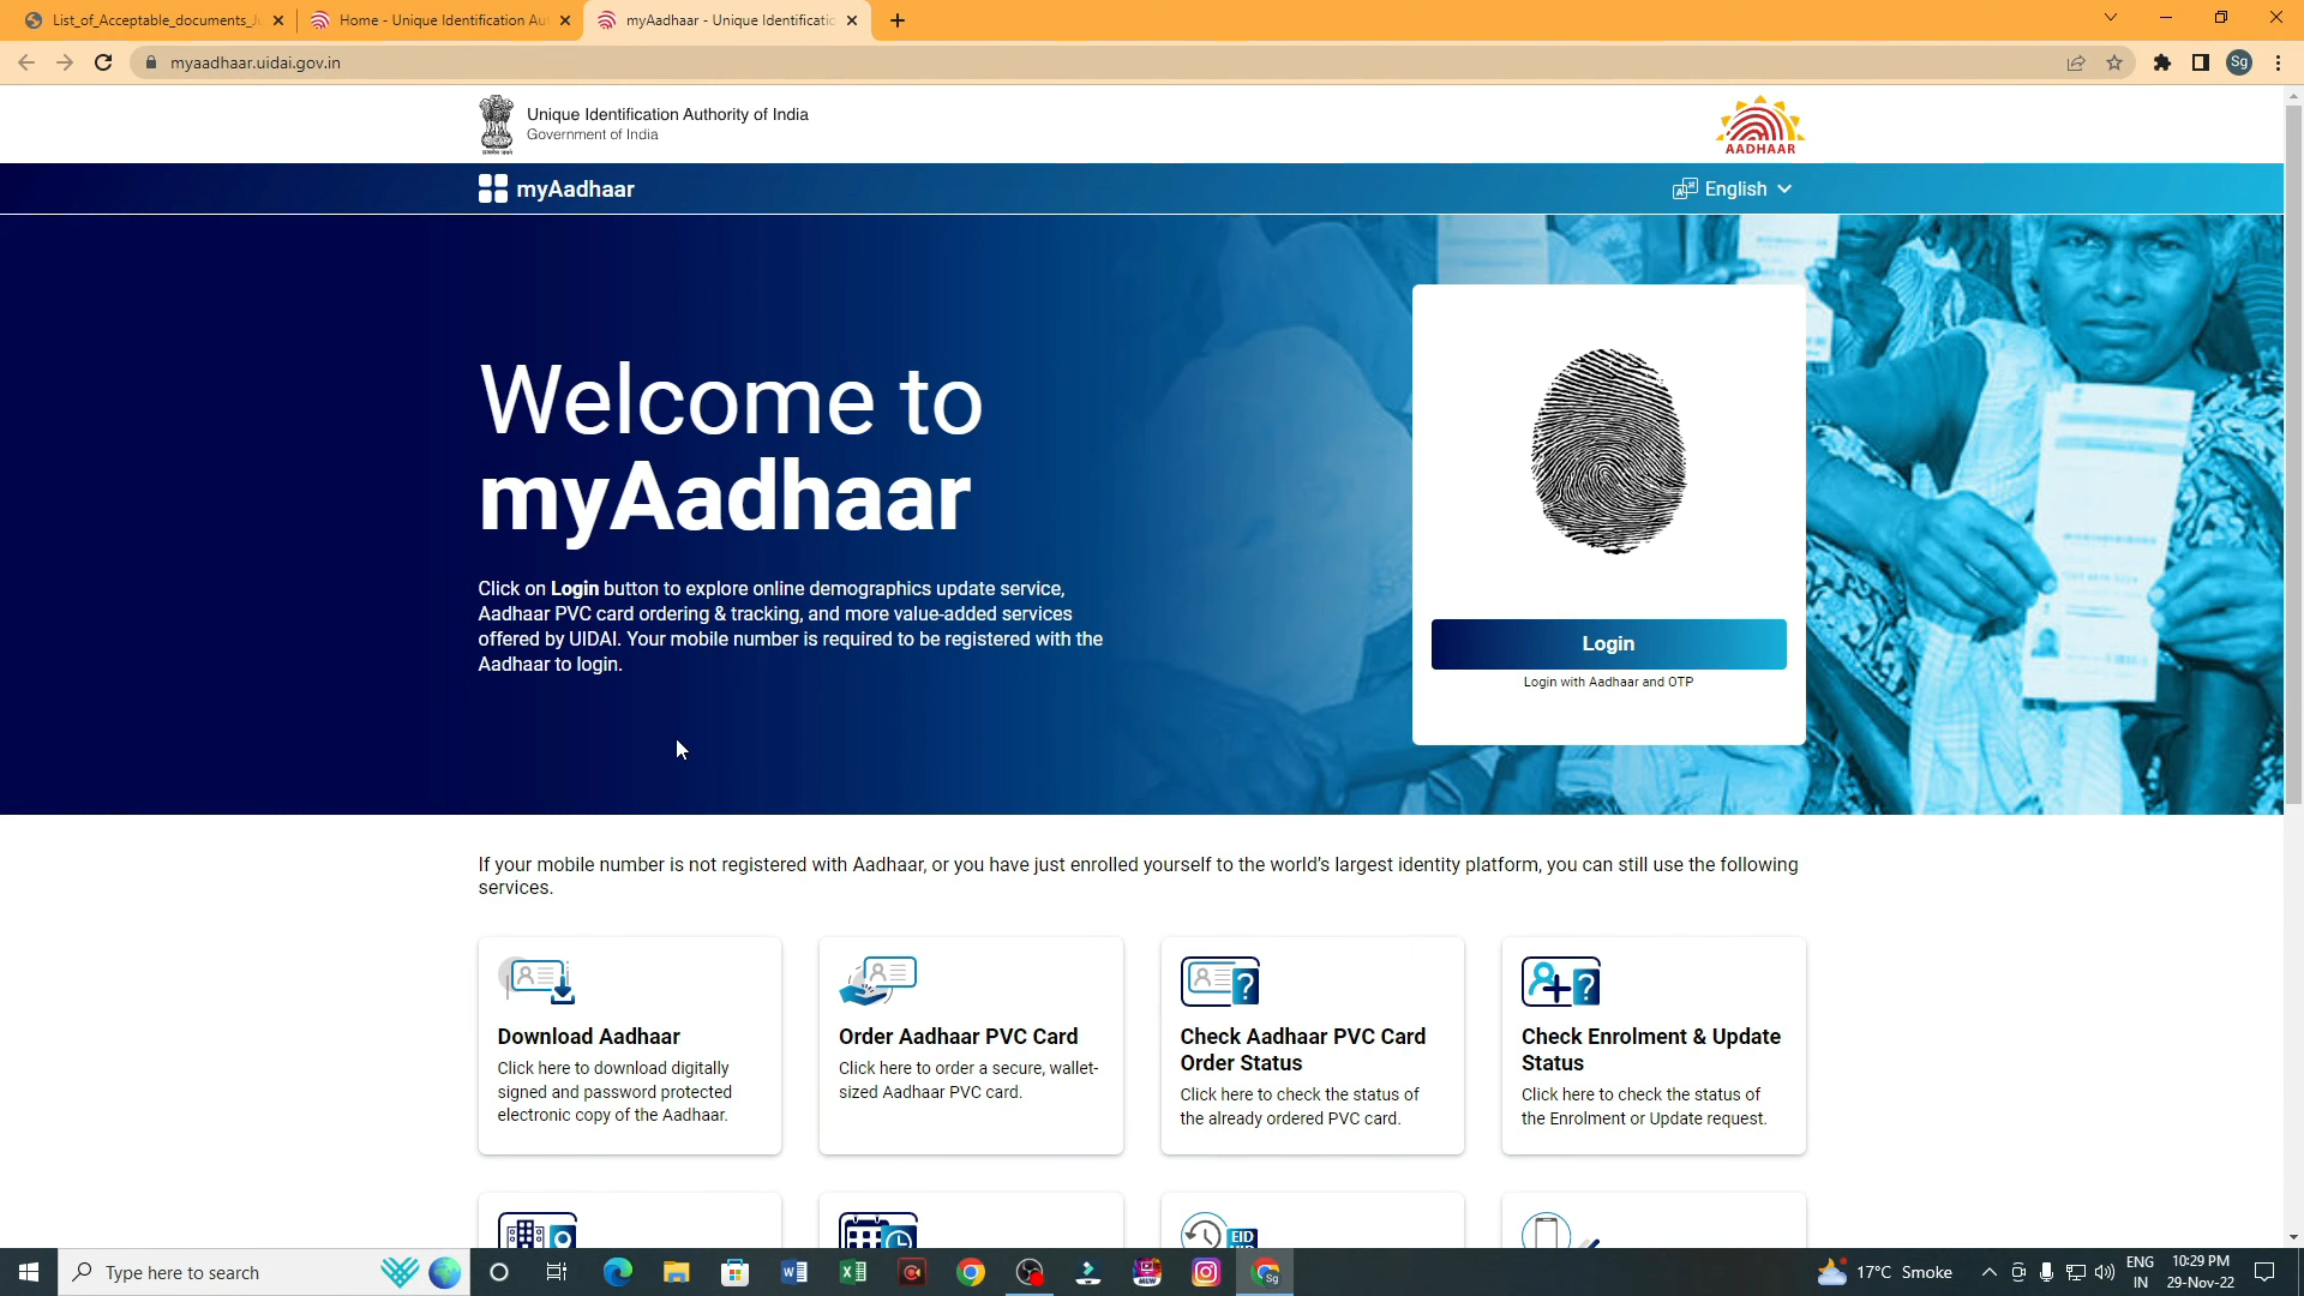 List_of_Acceptable_documents_
Home - Unique Identification Au
myAadhaar - Unique Identificatio
myaadhaar.uidai.gov.in
Sg
Unique Identification Authority of India
Government of India
AADHAAR
myAadhaar
English
Welcome to
myAadhaar
Click on Login button to explore online demographics update service,
Aadhaar PVC card ordering & tracking, and more value-added services
offered by UIDAI. Your mobile number is required to be registered with the
Aadhaar to login.
Login
Login with Aadhaar and OTP
If your mobile number is not registered with Aadhaar, or you have just enrolled yourself to the world's largest identity platform, you can still use the following
services.
Download Aadhaar
Click here to download digitally
signed and password protected
electronic copy of the Aadhaar.
Order Aadhaar PVC Card
Click here to order a secure, wallet-
sized Aadhaar PVC card.
Check Aadhaar PVC Card
Order Status
Click here to check the status of
the already ordered PVC card.
Check Enrolment & Update
Status
Click here to check the status of
the Enrolment or Update request.
EID
Type here to search
17°C Smoke
ENG
IN
10:29 PM
29-Nov-22